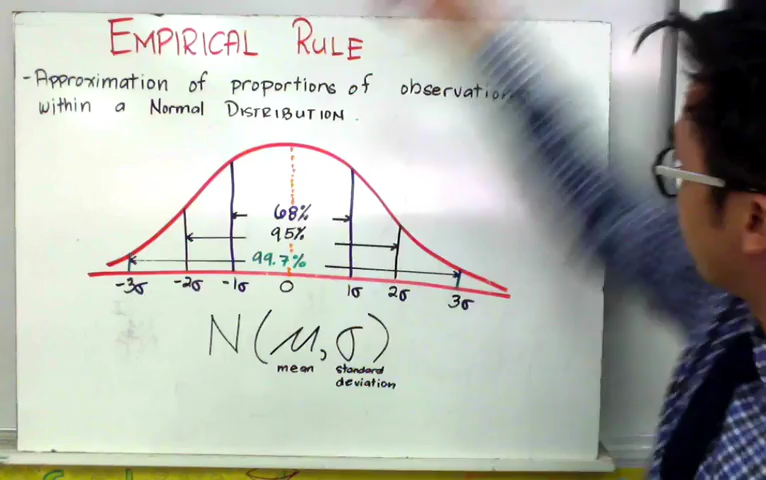 EMPIRICAL RULE
-Approximation of proportions of observation
within a Normal DISTRIBUTION.
68%
95%
99.7%
-3σ -2σ -1σ 0 1σ 2σ 3σ
N(μ,σ)
mean standard
deviation